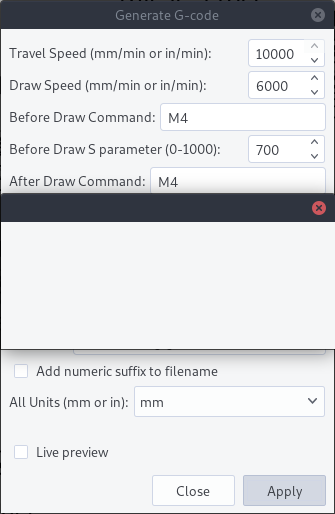 Generate G-code
Travel Speed (mm/min or in/min): 10000
Draw Speed (mm/min or in/min): 6000
Before Draw Command: M4
Before Draw S parameter (0-1000): 700
After Draw Command: M4
Add numeric suffix to filename
All Units (mm or in): mm
Live preview
Close Apply